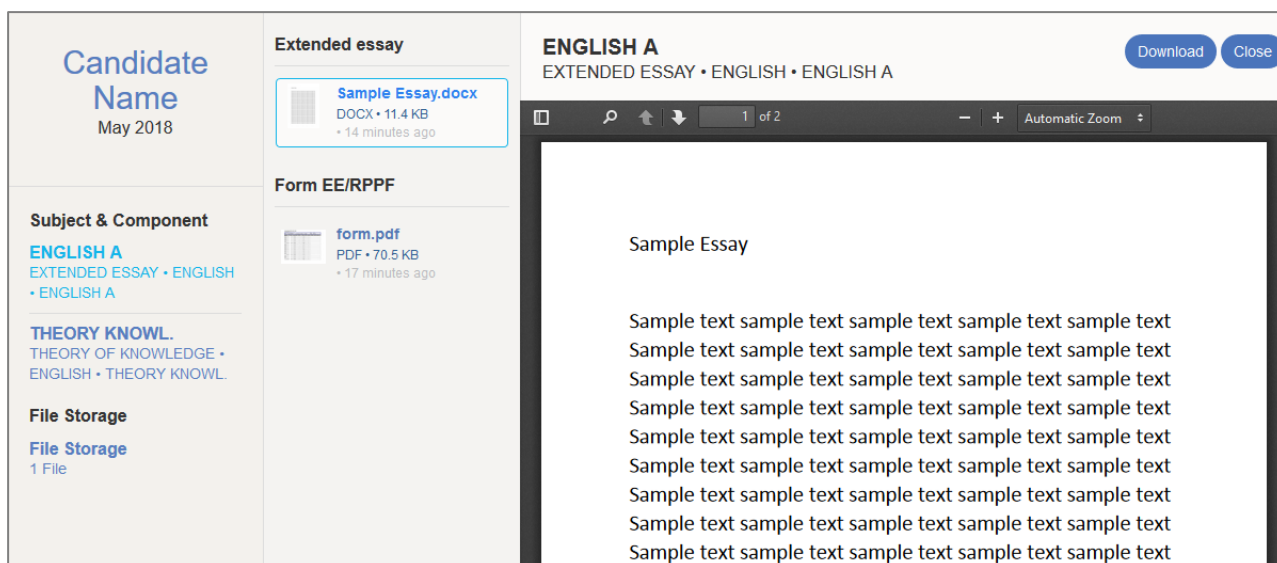 Candidate
Name
May 2018
Subject & Component
ENGLISH A
EXTENDED ESSAY • ENGLISH
• ENGLISH A
THEORY KNOWL.
THEORY OF KNOWLEDGE •
ENGLISH • THEORY KNOWL.
File Storage
File Storage
1 File
Extended essay
Sample Essay.docx
DOCX • 11.4 KB
• 14 minutes ago
Form EE/RPPF
form.pdf
PDF • 70.5 KB
• 17 minutes ago
ENGLISH A
EXTENDED ESSAY • ENGLISH • ENGLISH A
Download
Close
1 of 2
Automatic Zoom
Sample Essay
Sample text sample text sample text sample text sample text
Sample text sample text sample text sample text sample text
Sample text sample text sample text sample text sample text
Sample text sample text sample text sample text sample text
Sample text sample text sample text sample text sample text
Sample text sample text sample text sample text sample text
Sample text sample text sample text sample text sample text
Sample text sample text sample text sample text sample text
Sample text sample text sample text sample text sample text